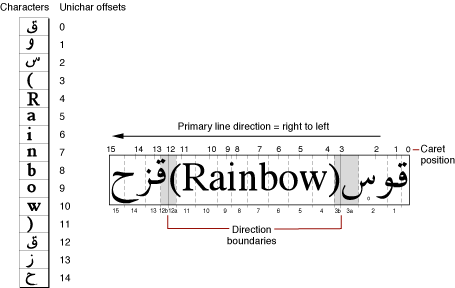 Characters Unichar offsets
ق 0
و 1
س 2
( 3
R 4
a 5
i 6
n 7
b 8
o 9
w 10
) 11
ق 12
ز 13
ح 14
Primary line direction = right to left
15 14 13 12 11 10 9 8 7 6 5 4 3 2 1 0
Caret position
قوس (Rainbow) قزح
15 14 13 12b 12a 11 10 9 8 7 6 5 4 3b 3a 2 1
Direction
boundaries